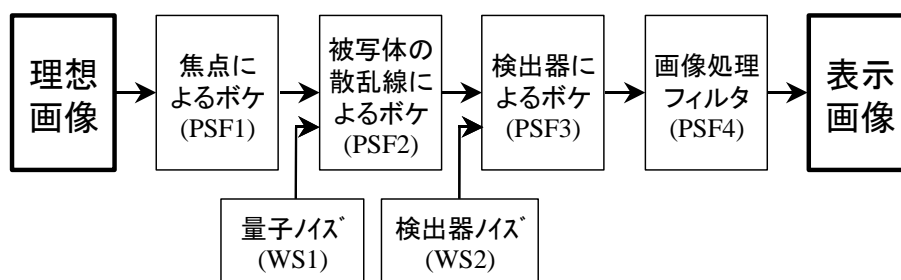 理想
画像
焦点に
よるボケ
(PSF1)
被写体の
散乱線に
よるボケ
(PSF2)
検出器に
よるボケ
(PSF3)
画像処理
フィルタ
(PSF4)
表示
画像
量子ノイズ
(WS1)
検出器ノイズ
(WS2)